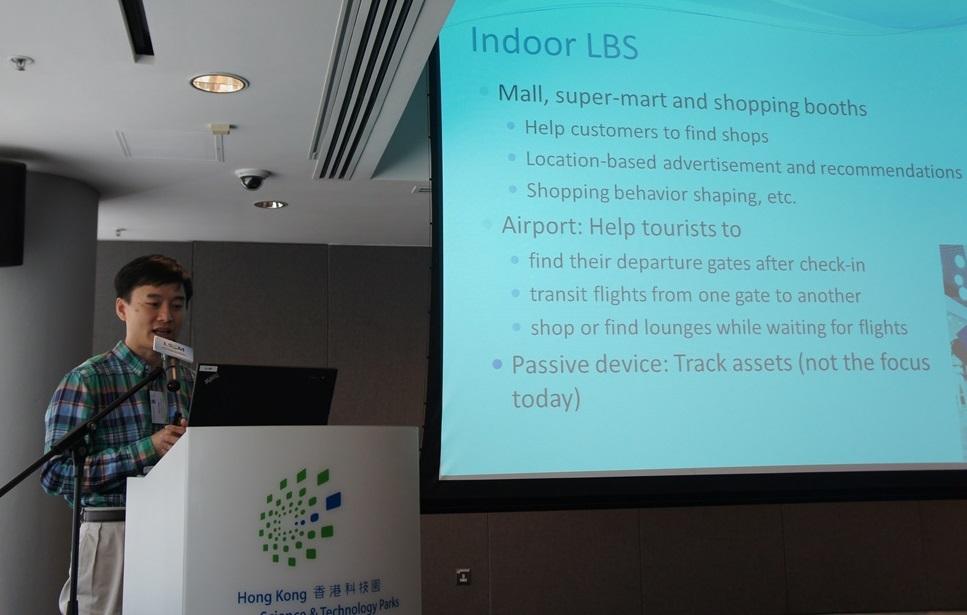 Indoor LBS
Mall, super-mart and shopping booths
Help customers to find shops
Location-based advertisement and recommendations
Shopping behavior shaping, etc.
Airport: Help tourists to
find their departure gates after check-in
transit flights from one gate to another
shop or find lounges while waiting for flights
Passive device: Track assets (not the focus
today)
Hong Kong 香港科技園
Science & Technology Parks